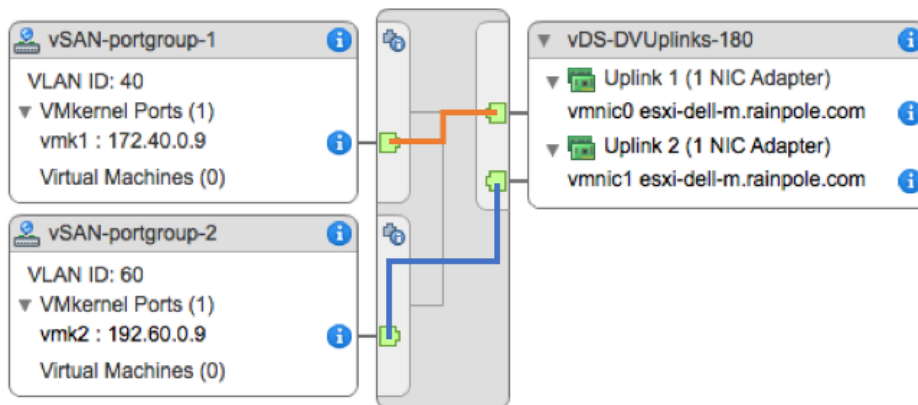 vSAN-portgroup-1
VLAN ID: 40
VMkernel Ports (1)
vmk1 : 172.40.0.9
Virtual Machines (0)
vSAN-portgroup-2
VLAN ID: 60
VMkernel Ports (1)
vmk2 : 192.60.0.9
Virtual Machines (0)
vDS-DVUplinks-180
Uplink 1 (1 NIC Adapter)
vmnic0 esxi-dell-m.rainpole.com
Uplink 2 (1 NIC Adapter)
vmnic1 esxi-dell-m.rainpole.com